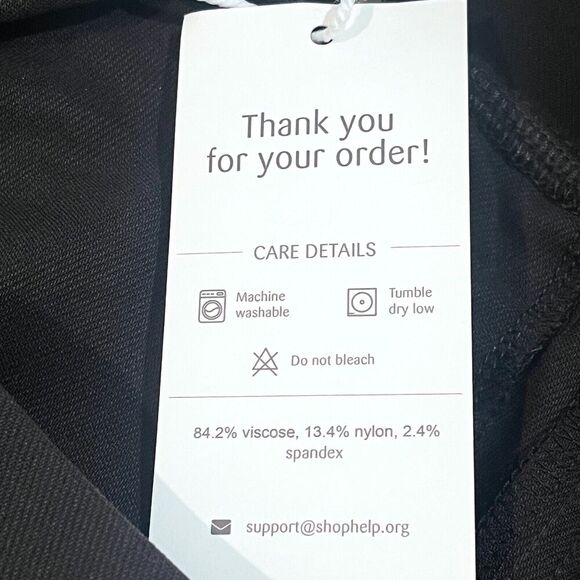 Thank you
for your order!
CARE DETAILS
Machine
washable
Tumble
dry low
Do not bleach
84.2% viscose, 13.4% nylon, 2.4%
spandex
support@shophelp.org